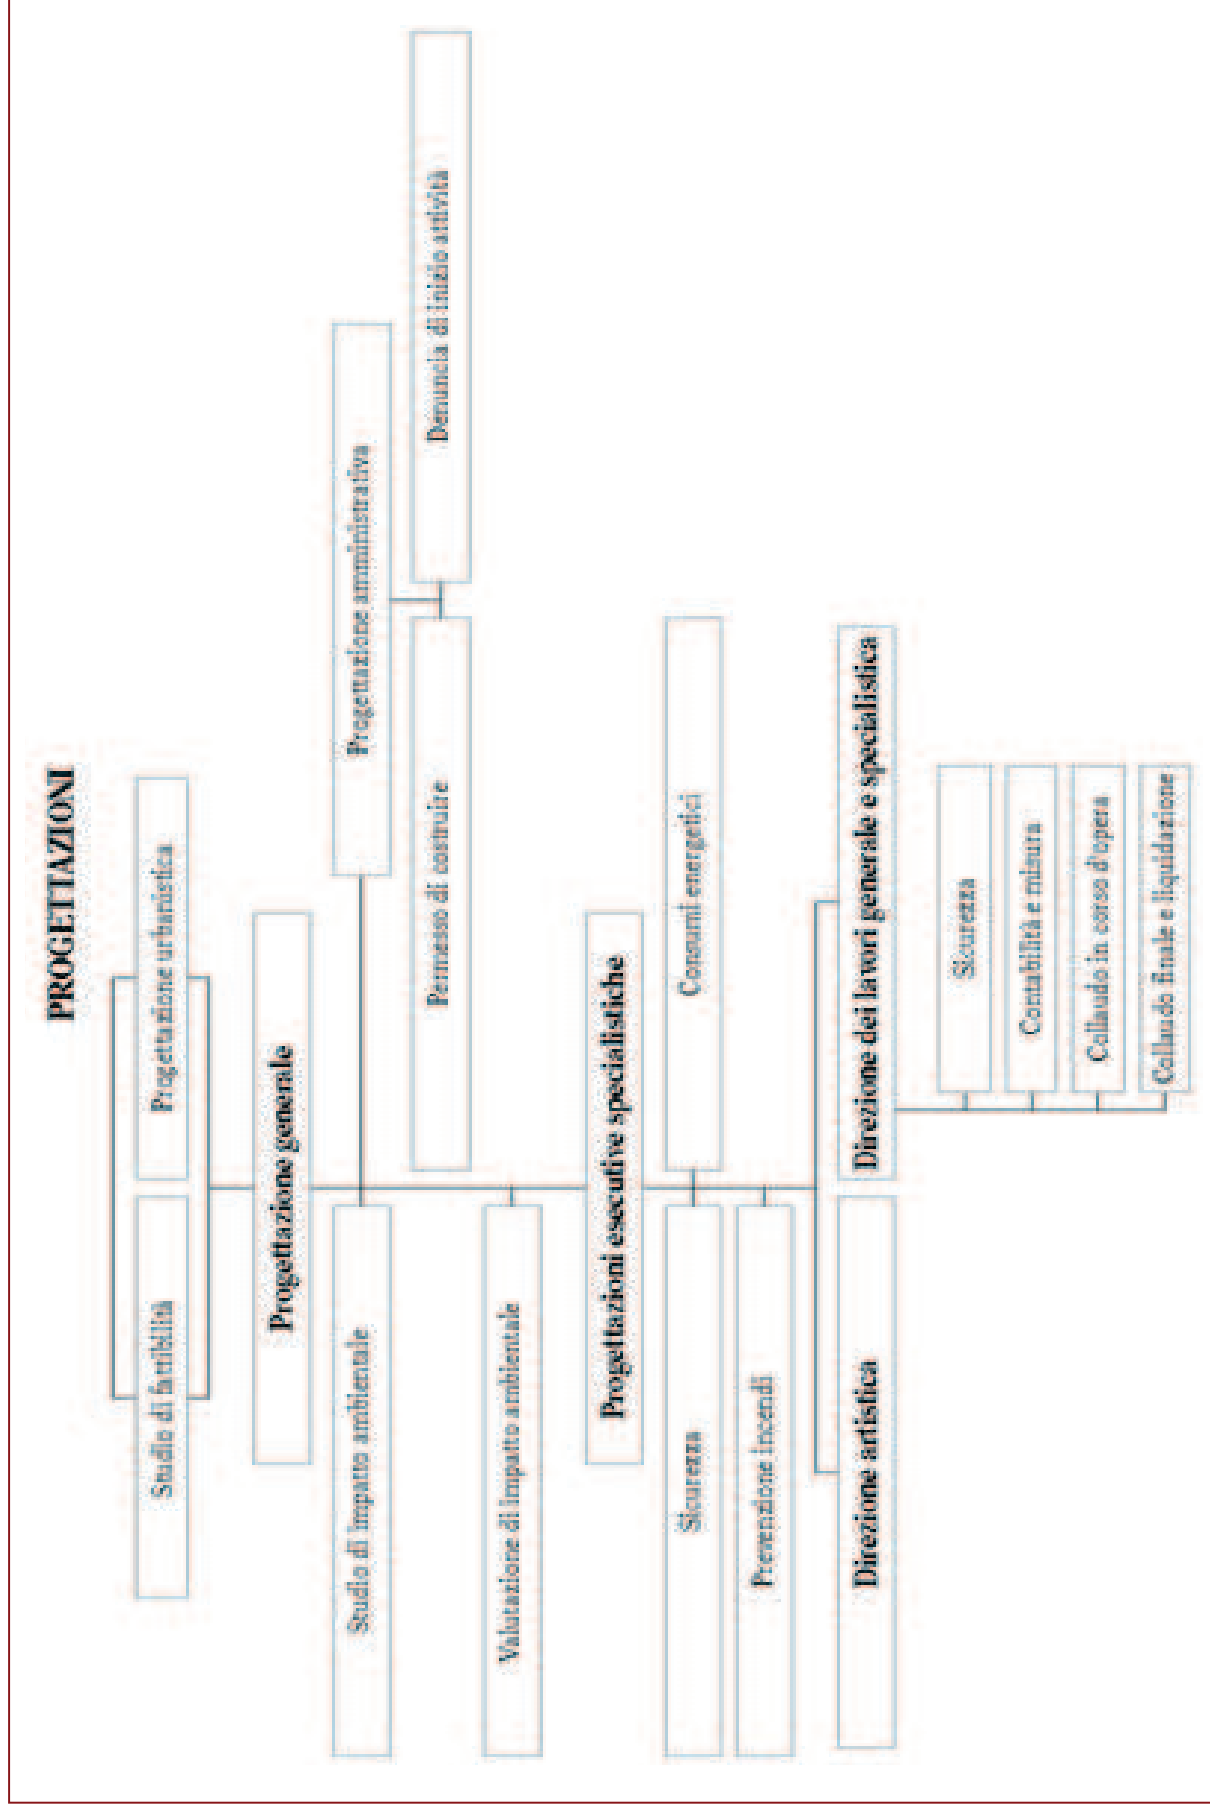 PROGETTAZIONI
Studio di fattibilità
Progettazione urbanistica
Progettazione generale
Studio di Impatto ambientale
Progettazione amministrativa
Permesso di costruire
Denuncia di inizio attività
Valutazione di impatto ambientale
Progettazioni esecutive specialistiche
Sicurezza
Consumi energetici
Prevenzione incendi
Direzione artistica
Direzione dei lavori generale e specialistica
Sicurezza
Contabilità e misura
Collaudo in corso d'opera
Collaudo finale e liquidazione